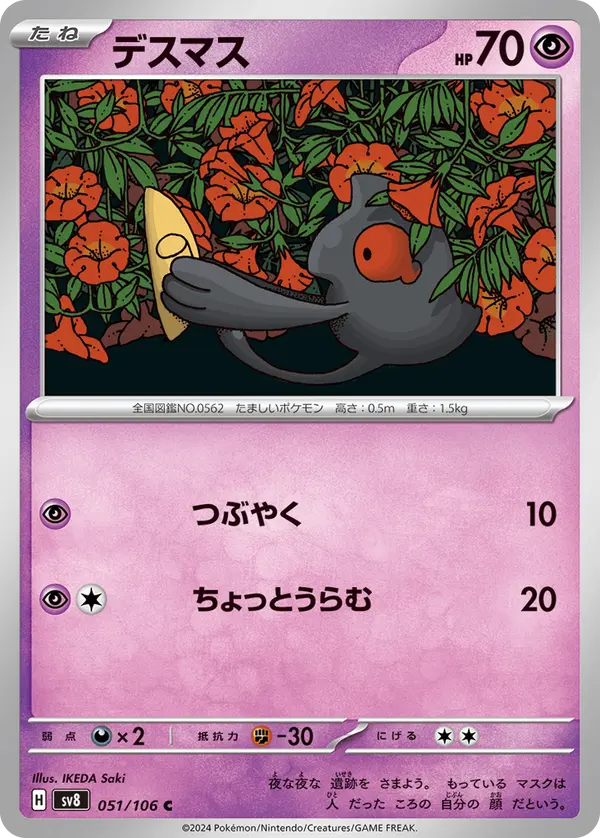 たね デスマス HP70
全国図鑑NO.0562 たましいポケモン 高さ:0.5m 重さ:1.5kg
つぶやく 10
ちょっとうらむ 20
弱点 ×2 抵抗力 -30 にげる
Illus. IKEDA Saki
H sv8 051/106 C
夜な夜な 遺跡を さまよう。 もっている マスクは
人 だった ころの 自分の 顔 だという。
©2024 Pokémon/Nintendo/Creatures/GAME FREAK.